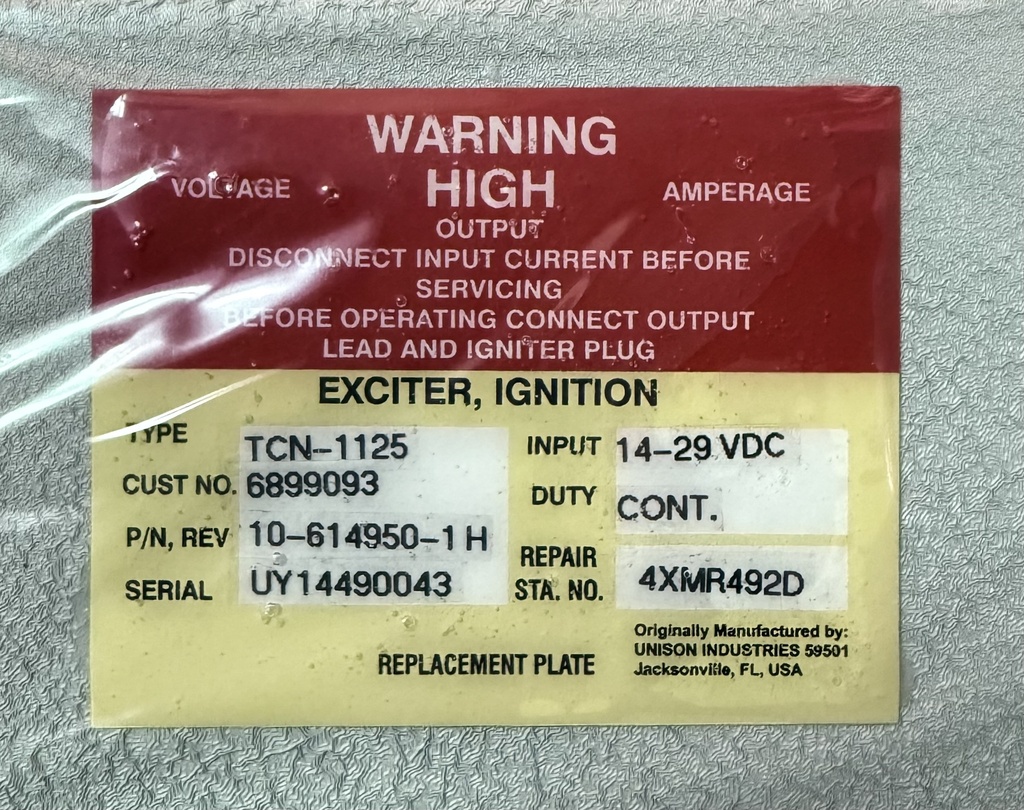 WARNING
VOLTAGE HIGH AMPERAGE
OUTPUT
DISCONNECT INPUT CURRENT BEFORE
SERVICING
BEFORE OPERATING CONNECT OUTPUT
LEAD AND IGNITER PLUG
EXCITER, IGNITION
TYPE TCN-1125
CUST NO. 6899093
P/N, REV 10-614950-1 H
SERIAL UY14490043
INPUT 14-29 VDC
DUTY CONT.
REPAIR
STA. NO. 4XMR492D
REPLACEMENT PLATE
Originally Manufactured by:
UNISON INDUSTRIES 59501
Jacksonville, FL, USA